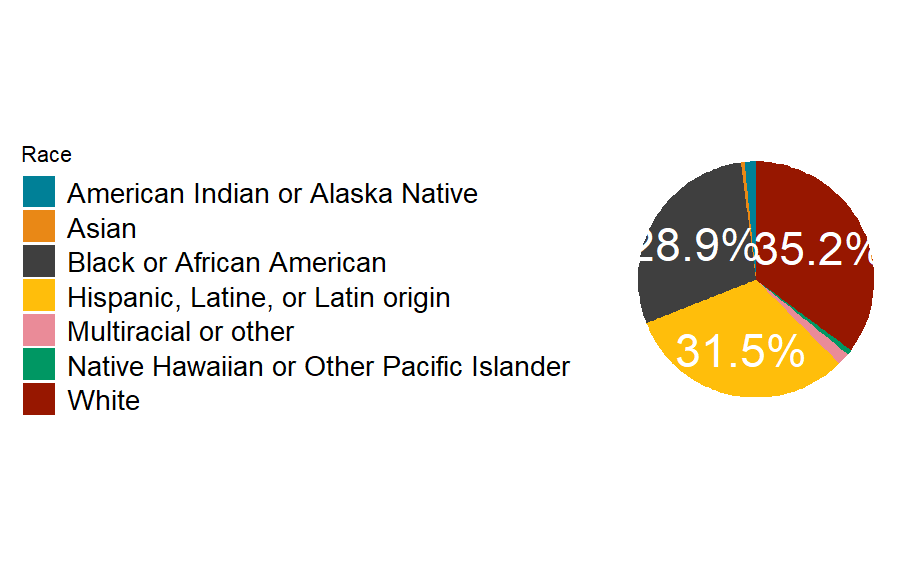 Race
American Indian or Alaska Native
Asian
Black or African American
Hispanic, Latine, or Latin origin
Multiracial or other
Native Hawaiian or Other Pacific Islander
White
28.9%
35.2%
31.5%